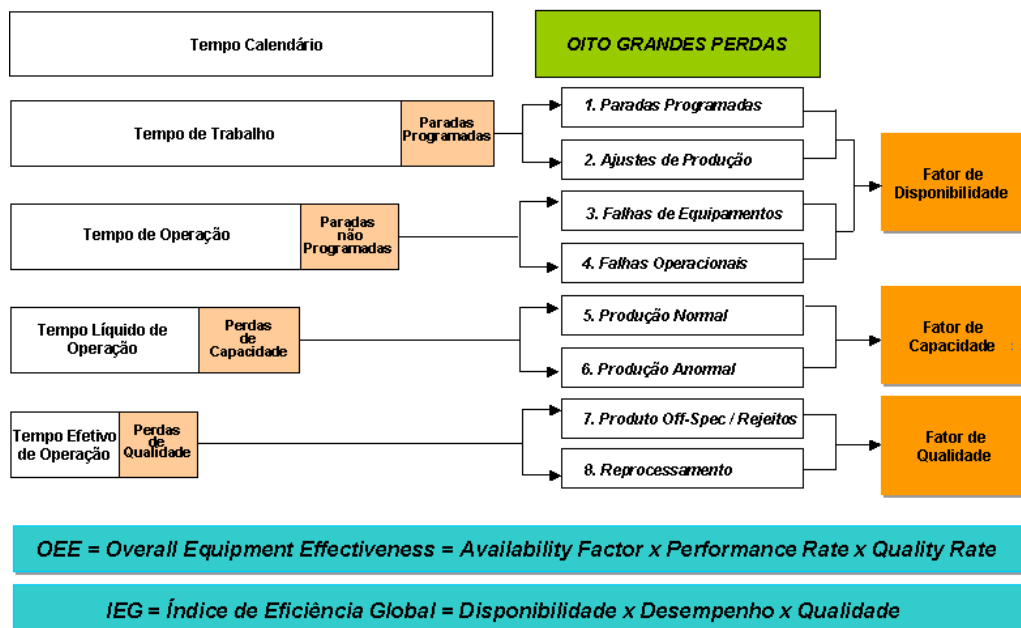 Tempo Calendário
OITO GRANDES PERDAS
Tempo de Trabalho
Paradas
Programadas
1. Paradas Programadas
2. Ajustes de Produção
Fator de
Disponibilidade
Tempo de Operação
Paradas
não
Programadas
3. Falhas de Equipamentos
4. Falhas Operacionais
Tempo Líquido de
Operação
Perdas
de
Capacidade
5. Produção Normal
6. Produção Anormal
Fator de
Capacidade :
Tempo Efetivo
de Operação
Perdas
de
Qualidade
7. Produto Off-Spec / Rejeitos
8. Reprocessamento
Fator de
Qualidade
OEE = Overall Equipment Effectiveness = Availability Factor x Performance Rate x Quality Rate
IEG = Índice de Eficiência Global = Disponibilidade x Desempenho x Qualidade